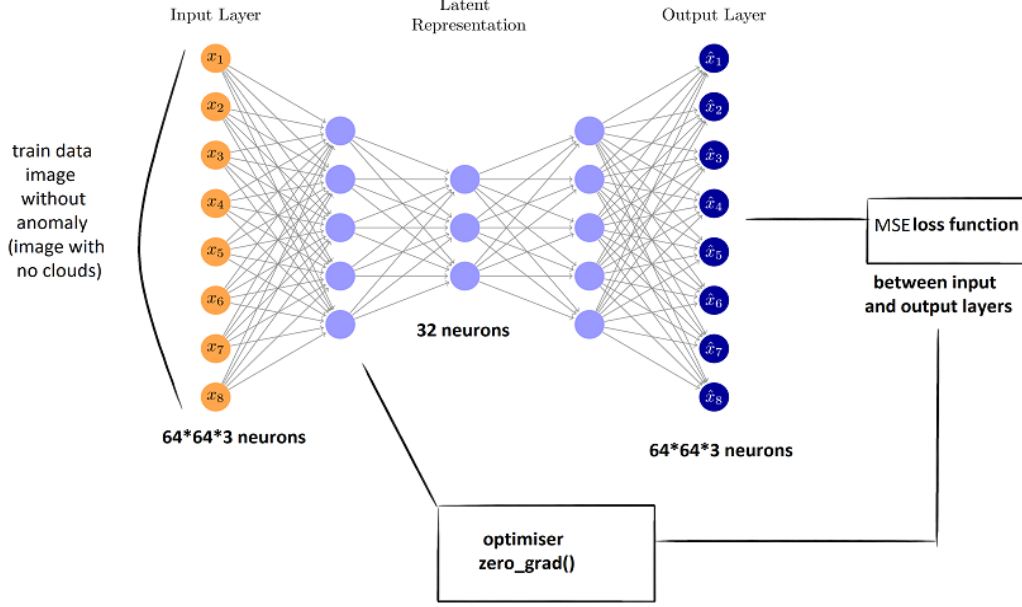 Input Layer
Latent
Representation
Output Layer
x₁
x₂
x₃
x₄
x₅
x₆
x₇
x₈
x̂₁
x̂₂
x̂₃
x̂₄
x̂₅
x̂₆
x̂₇
x̂₈
train data
image
without
anomaly
(image with
no clouds)
32 neurons
64*64*3 neurons
64*64*3 neurons
MSE loss function
between input
and output layers
optimiser
zero_grad()